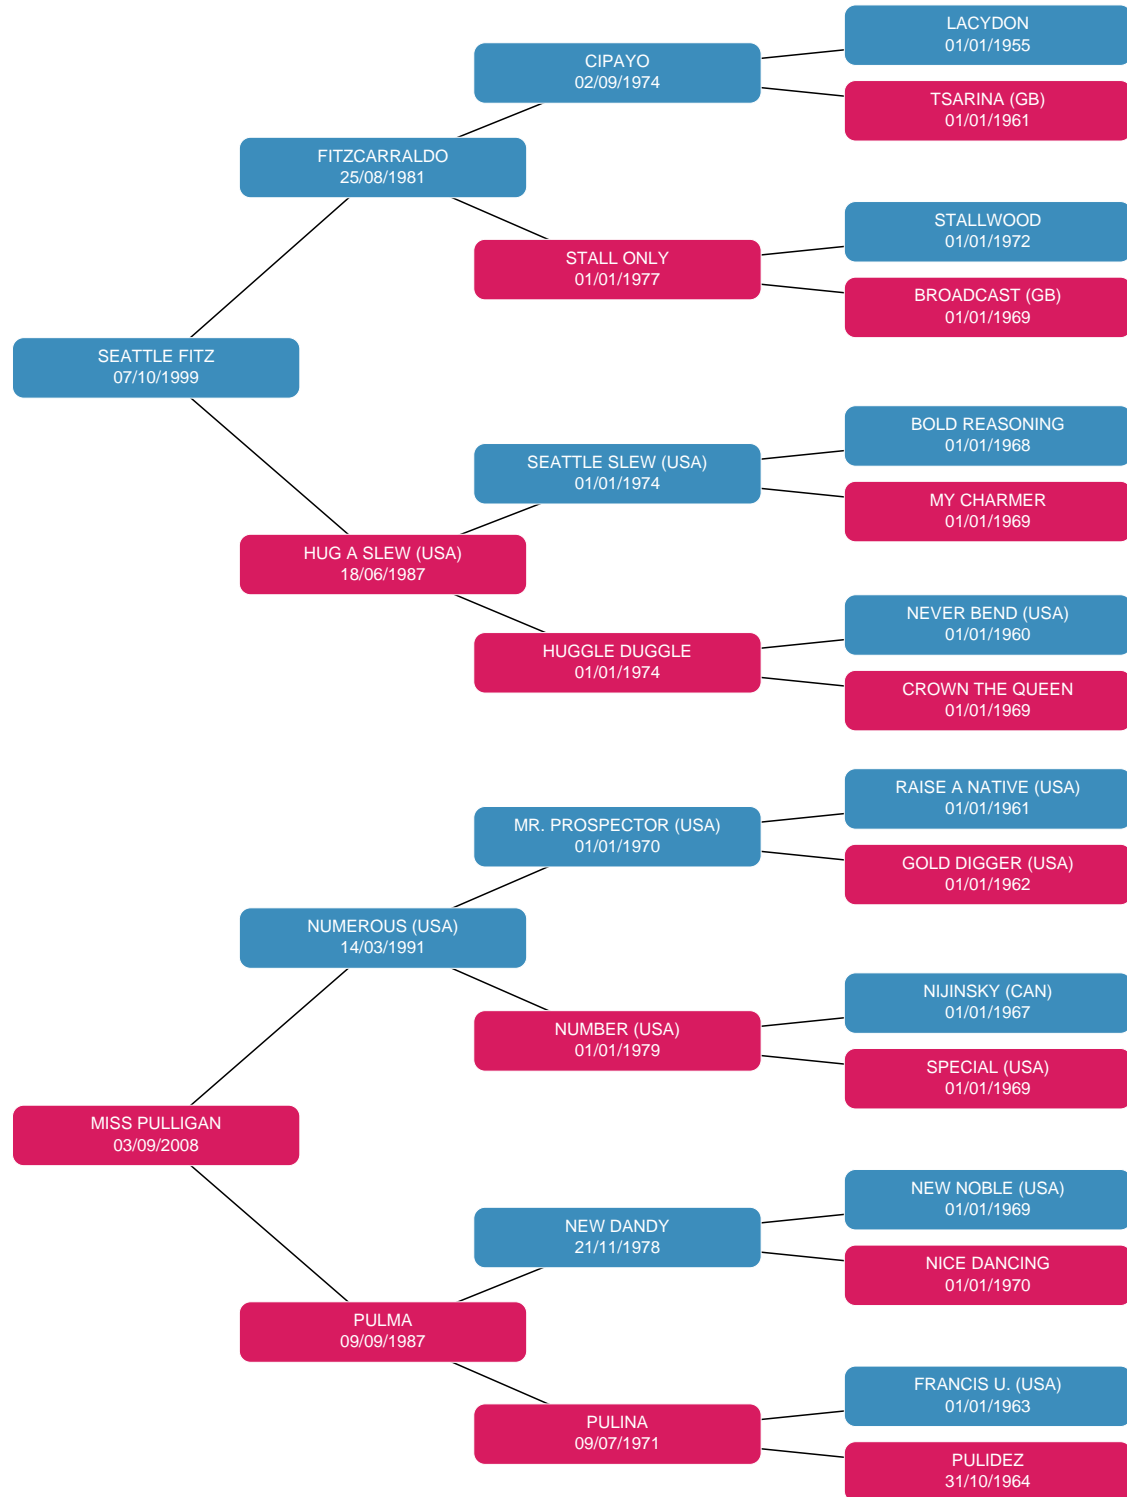 LACYDON
01/01/1955
CIPAYO
02/09/1974
TSARINA (GB)
01/01/1961
FITZCARRALDO
25/08/1981
STALLWOOD
01/01/1972
STALL ONLY
01/01/1977
BROADCAST (GB)
01/01/1969
SEATTLE FITZ
07/10/1999
BOLD REASONING
01/01/1968
SEATTLE SLEW (USA)
01/01/1974
MY CHARMER
01/01/1969
HUG A SLEW (USA)
18/06/1987
NEVER BEND (USA)
01/01/1960
HUGGLE DUGGLE
01/01/1974
CROWN THE QUEEN
01/01/1969
RAISE A NATIVE (USA)
01/01/1961
MR. PROSPECTOR (USA)
01/01/1970
GOLD DIGGER (USA)
01/01/1962
NUMEROUS (USA)
14/03/1991
NIJINSKY (CAN)
01/01/1967
NUMBER (USA)
01/01/1979
SPECIAL (USA)
01/01/1969
MISS PULLIGAN
03/09/2008
NEW NOBLE (USA)
01/01/1969
NEW DANDY
21/11/1978
NICE DANCING
01/01/1970
PULMA
09/09/1987
FRANCIS U. (USA)
01/01/1963
PULINA
09/07/1971
PULIDEZ
31/10/1964